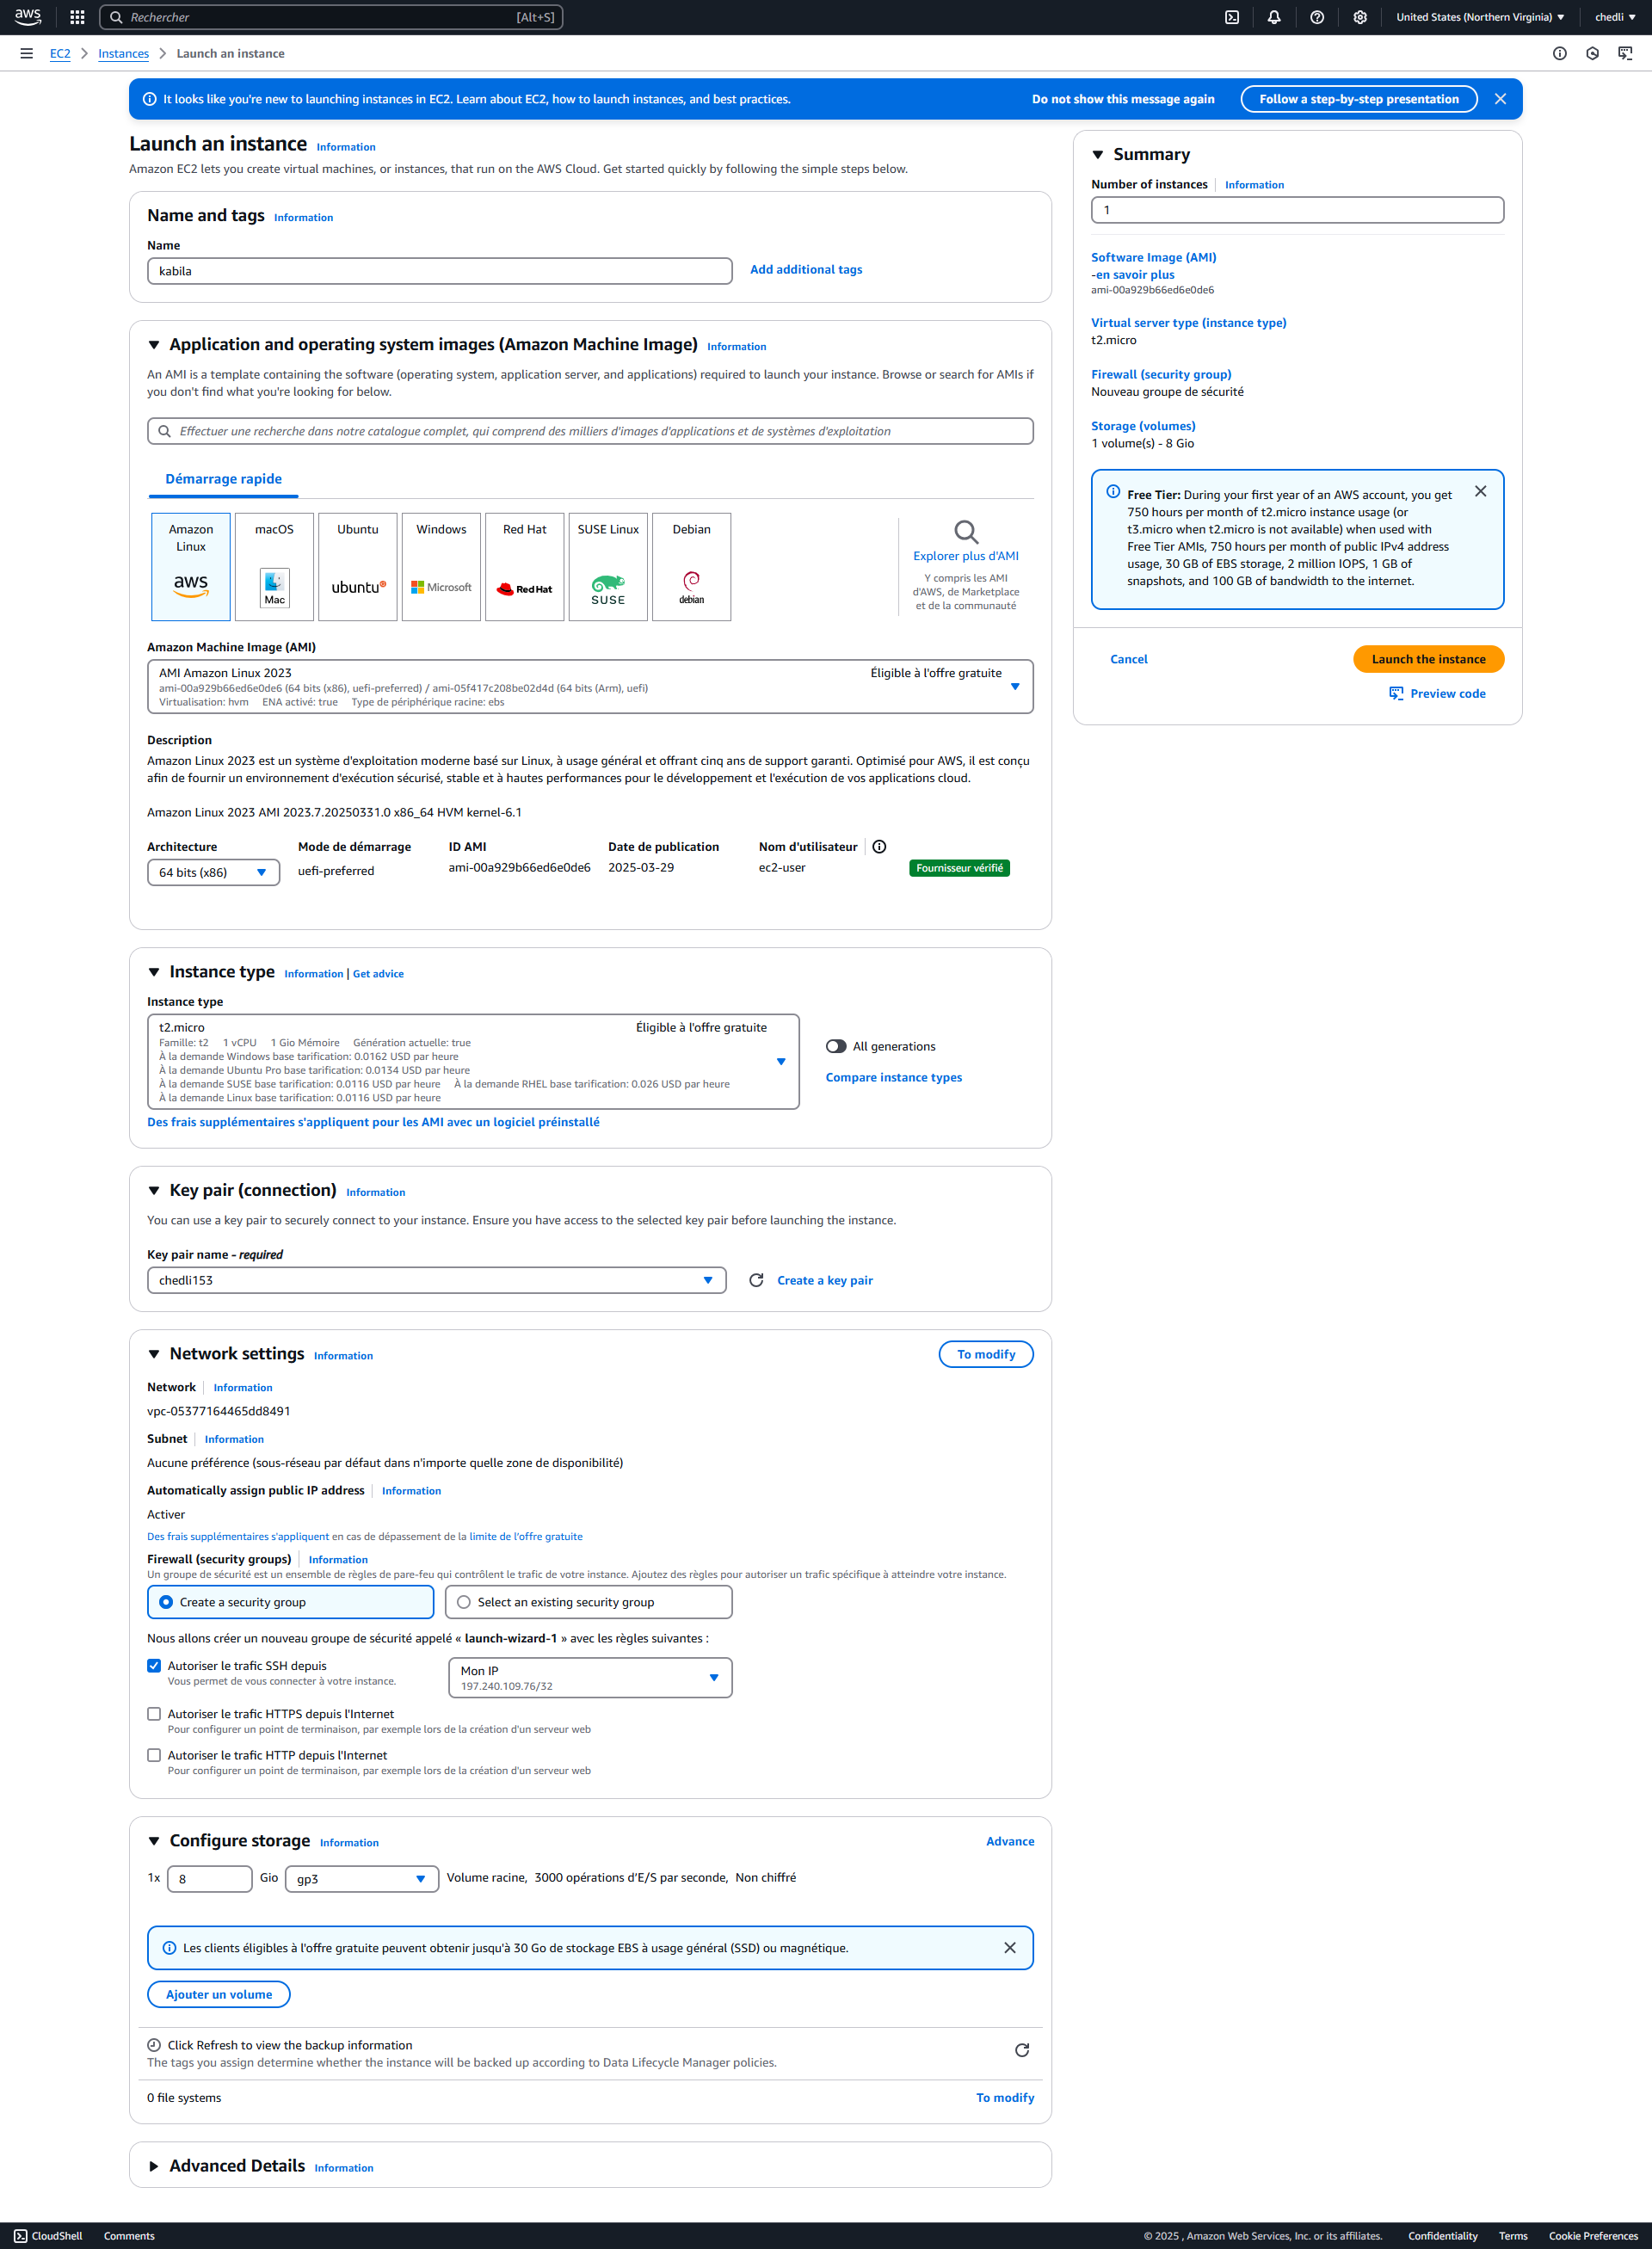 aws
Rechercher [Alt+S]
United States (Northern Virginia)
chedli
EC2 Instances Launch an instance
It looks like you're new to launching instances in EC2. Learn about EC2, how to launch instances, and best practices.
Do not show this message again
Follow a step-by-step presentation
Launch an instance Information
Amazon EC2 lets you create virtual machines, or instances, that run on the AWS Cloud. Get started quickly by following the simple steps below.
Name and tags Information
Name
kabila
Add additional tags
Application and operating system images (Amazon Machine Image) Information
An AMI is a template containing the software (operating system, application server, and applications) required to launch your instance. Browse or search for AMIs if
you don't find what you're looking for below.
Effectuer une recherche dans notre catalogue complet, qui comprend des milliers d'images d'applications et de systèmes d'exploitation
Démarrage rapide
Amazon
Linux
aws
macOS
Mac
Ubuntu
ubuntu
Windows
Microsoft
Red Hat
Red Hat
SUSE Linux
SUSE
Debian
debian
Explorer plus d'AMI
Y compris les AMI
d'AWS, de Marketplace
et de la communauté
Amazon Machine Image (AMI)
AMI Amazon Linux 2023 Éligible à l'offre gratuite
ami-00a929b66ed6e0de6 (64 bits (x86), uefi-preferred) / ami-05f417c208be02d4d (64 bits (Arm), uefi)
Virtualisation: hvm ENA activé: true Type de périphérique racine: ebs
Description
Amazon Linux 2023 est un système d'exploitation moderne basé sur Linux, à usage général et offrant cinq ans de support garanti. Optimisé pour AWS, il est conçu
afin de fournir un environnement d'exécution sécurisé, stable et à hautes performances pour le développement et l'exécution de vos applications cloud.
Amazon Linux 2023 AMI 2023.7.20250331.0 x86_64 HVM kernel-6.1
Architecture Mode de démarrage ID AMI Date de publication Nom d'utilisateur
64 bits (x86) uefi-preferred ami-00a929b66ed6e0de6 2025-03-29 ec2-user Fournisseur vérifié
Instance type Information | Get advice
Instance type
t2.micro Éligible à l'offre gratuite
Famille: t2 1 vCPU 1 Gio Mémoire Génération actuelle: true
À la demande Windows base tarification: 0.0162 USD par heure
À la demande Ubuntu Pro base tarification: 0.0134 USD par heure
À la demande SUSE base tarification: 0.0116 USD par heure À la demande RHEL base tarification: 0.026 USD par heure
À la demande Linux base tarification: 0.0116 USD par heure
All generations
Compare instance types
Des frais supplémentaires s'appliquent pour les AMI avec un logiciel préinstallé
Key pair (connection) Information
You can use a key pair to securely connect to your instance. Ensure you have access to the selected key pair before launching the instance.
Key pair name - required
chedli153
Create a key pair
Network settings Information
To modify
Network Information
vpc-05377164465dd8491
Subnet Information
Aucune préférence (sous-réseau par défaut dans n'importe quelle zone de disponibilité)
Automatically assign public IP address Information
Activer
Des frais supplémentaires s'appliquent en cas de dépassement de la limite de l'offre gratuite
Firewall (security groups) Information
Un groupe de sécurité est un ensemble de règles de pare-feu qui contrôlent le trafic de votre instance. Ajoutez des règles pour autoriser un trafic spécifique à atteindre votre instance.
Create a security group
Select an existing security group
Nous allons créer un nouveau groupe de sécurité appelé « launch-wizard-1 » avec les règles suivantes :
Autoriser le trafic SSH depuis
Vous permet de vous connecter à votre instance.
Mon IP
197.240.109.76/32
Autoriser le trafic HTTPS depuis l'Internet
Pour configurer un point de terminaison, par exemple lors de la création d'un serveur web
Autoriser le trafic HTTP depuis l'Internet
Pour configurer un point de terminaison, par exemple lors de la création d'un serveur web
Configure storage Information
Advance
1x 8 Gio gp3 Volume racine, 3000 opérations d'E/S par seconde, Non chiffré
Les clients éligibles à l'offre gratuite peuvent obtenir jusqu'à 30 Go de stockage EBS à usage général (SSD) ou magnétique.
Ajouter un volume
Click Refresh to view the backup information
The tags you assign determine whether the instance will be backed up according to Data Lifecycle Manager policies.
0 file systems
To modify
Advanced Details Information
Summary
Number of instances Information
1
Software Image (AMI)
-en savoir plus
ami-00a929b66ed6e0de6
Virtual server type (instance type)
t2.micro
Firewall (security group)
Nouveau groupe de sécurité
Storage (volumes)
1 volume(s) - 8 Gio
Free Tier: During your first year of an AWS account, you get
750 hours per month of t2.micro instance usage (or
t3.micro when t2.micro is not available) when used with
Free Tier AMIs, 750 hours per month of public IPv4 address
usage, 30 GB of EBS storage, 2 million IOPS, 1 GB of
snapshots, and 100 GB of bandwidth to the internet.
Cancel
Launch the instance
Preview code
CloudShell Comments
© 2025 , Amazon Web Services, Inc. or its affiliates. Confidentiality Terms Cookie Preferences